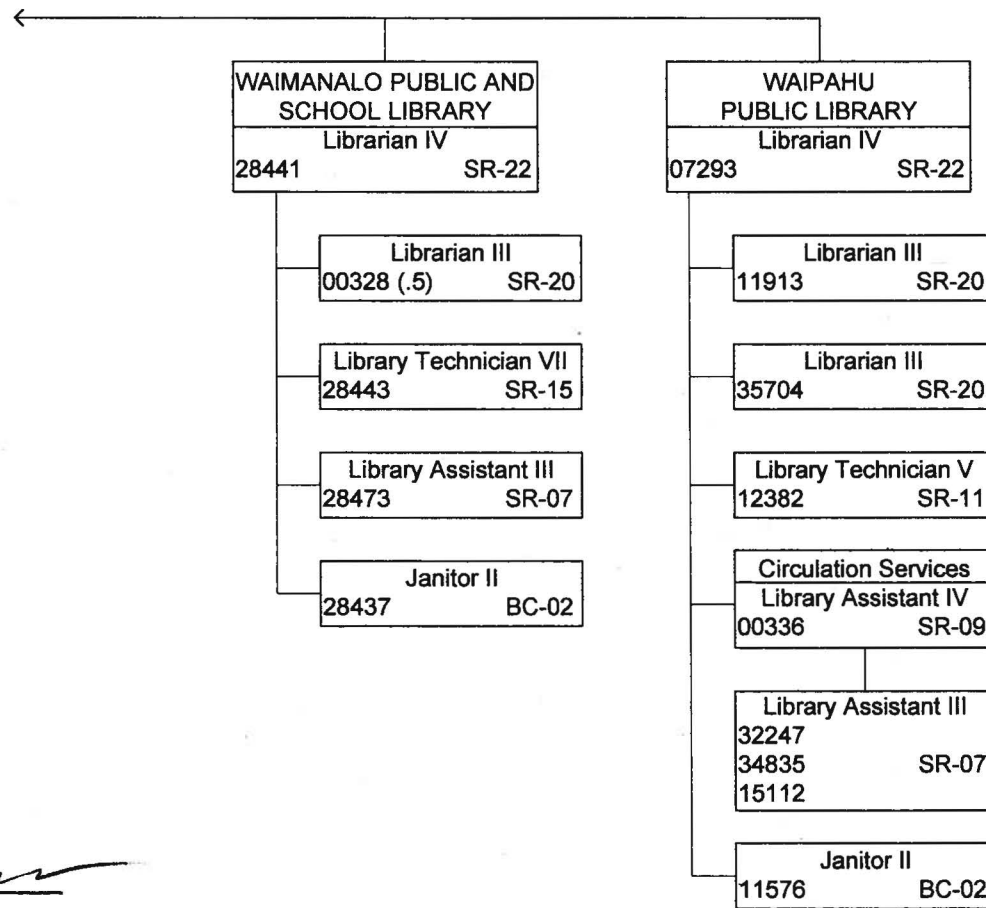 WAIMANALO PUBLIC AND
SCHOOL LIBRARY
Librarian IV
28441 SR-22
Librarian III
00328 (.5) SR-20
Library Technician VII
28443 SR-15
Library Assistant III
28473 SR-07
Janitor II
28437 BC-02
WAIPAHU
PUBLIC LIBRARY
Librarian IV
07293 SR-22
Librarian III
11913 SR-20
Librarian III
35704 SR-20
Library Technician V
12382 SR-11
Circulation Services
Library Assistant IV
00336 SR-09
Library Assistant III
32247
34835 SR-07
15112
Janitor II
11576 BC-02